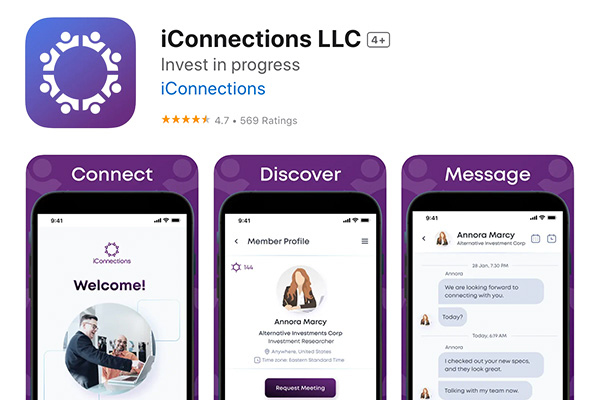 iConnections LLC 4+
Invest in progress
iConnections
4.7 • 569 Ratings
Connect
9:41
iConnections
Welcome!
Discover
9:41
Member Profile
144
Annora Marcy
Alternative Investments Corp
Investment Researcher
Anywhere, United States
Time zone: Eastern Standard Time
Request Meeting
Message
9:41
Annora Marcy
Alternative Investment Corp
28 Jan, 7.30 PM
Annora
We are looking forward to
connecting with you.
Today?
Today, 6:19 AM
Annora
I checked out your new specs,
and they look great.
Talking with my team now.